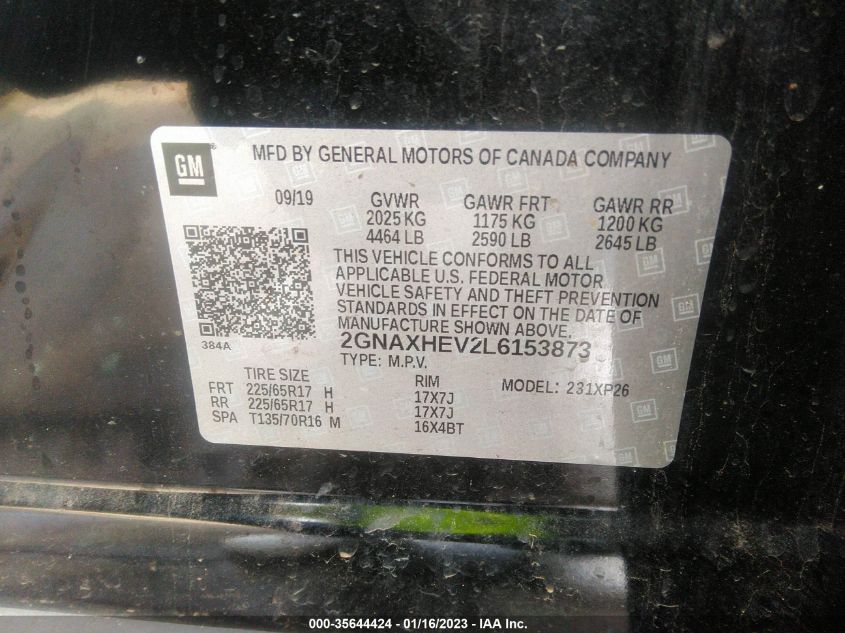 GM
MFD BY GENERAL MOTORS OF CANADA COMPANY
09/19 GVWR GAWR FRT GAWR RR
2025 KG 1175 KG 1200 KG
4464 LB 2590 LB 2645 LB
THIS VEHICLE CONFORMS TO ALL
APPLICABLE U.S. FEDERAL MOTOR
VEHICLE SAFETY AND THEFT PREVENTION
STANDARDS IN EFFECT ON THE DATE OF
MANUFACTURE SHOWN ABOVE.
384A 2GNAXHEV2L6153873
TYPE: M.P.V.
TIRE SIZE RIM MODEL: 231XP26
FRT 225/65R17 H 17X7J
RR 225/65R17 H 17X7J
SPA T135/70R16 M 16X4BT
000-35644424 - 01/16/2023 - IAA Inc.